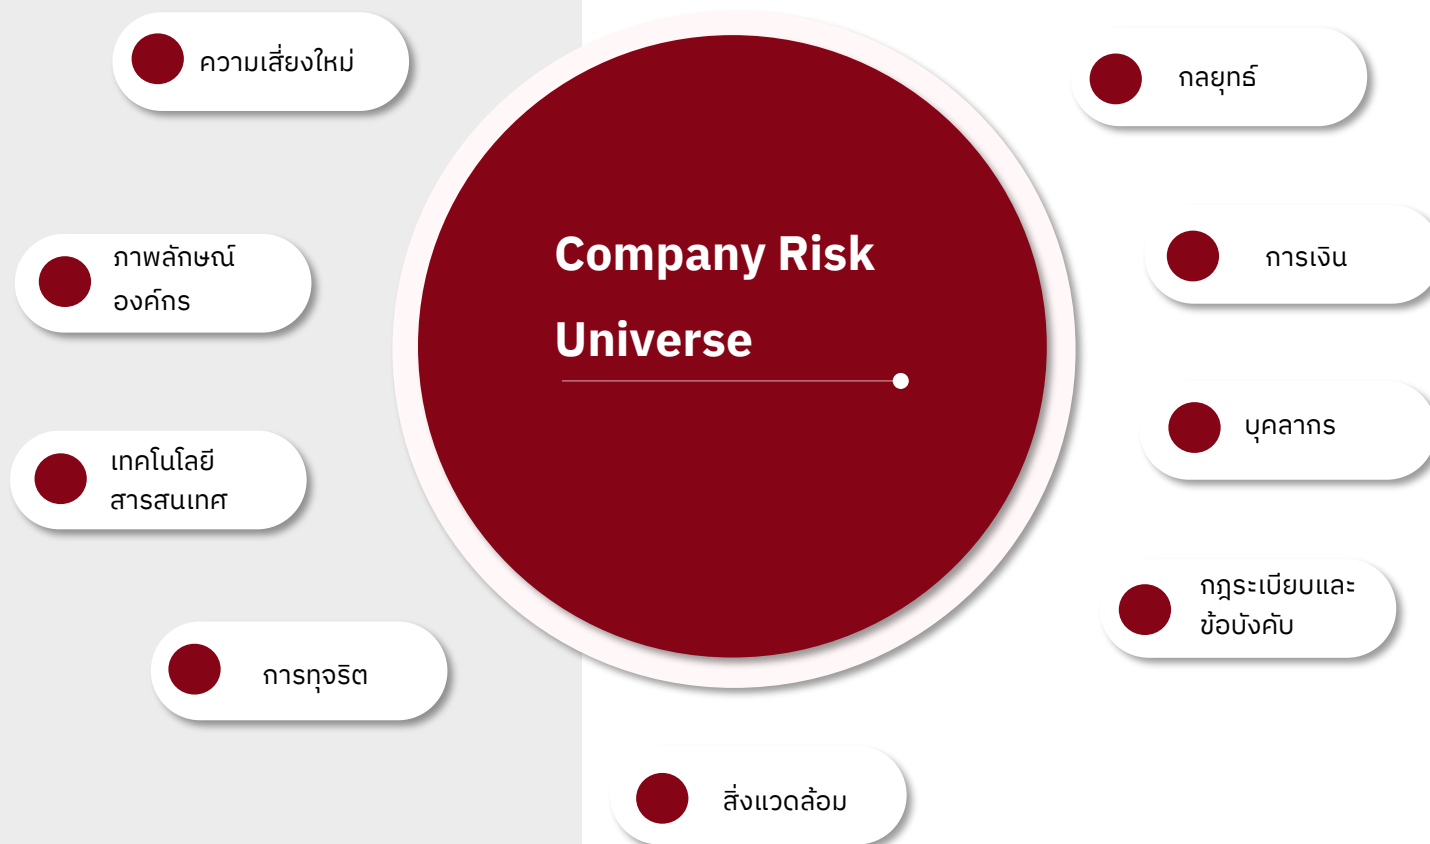 ความเสี่ยงใหม่
กลยุทธ์
Company Risk
Universe
ภาพลักษณ์
องค์กร
การเงิน
เทคโนโลยี
สารสนเทศ
บุคลากร
การทุจริต
กฎระเบียบและ
ข้อบังคับ
สิ่งแวดล้อม